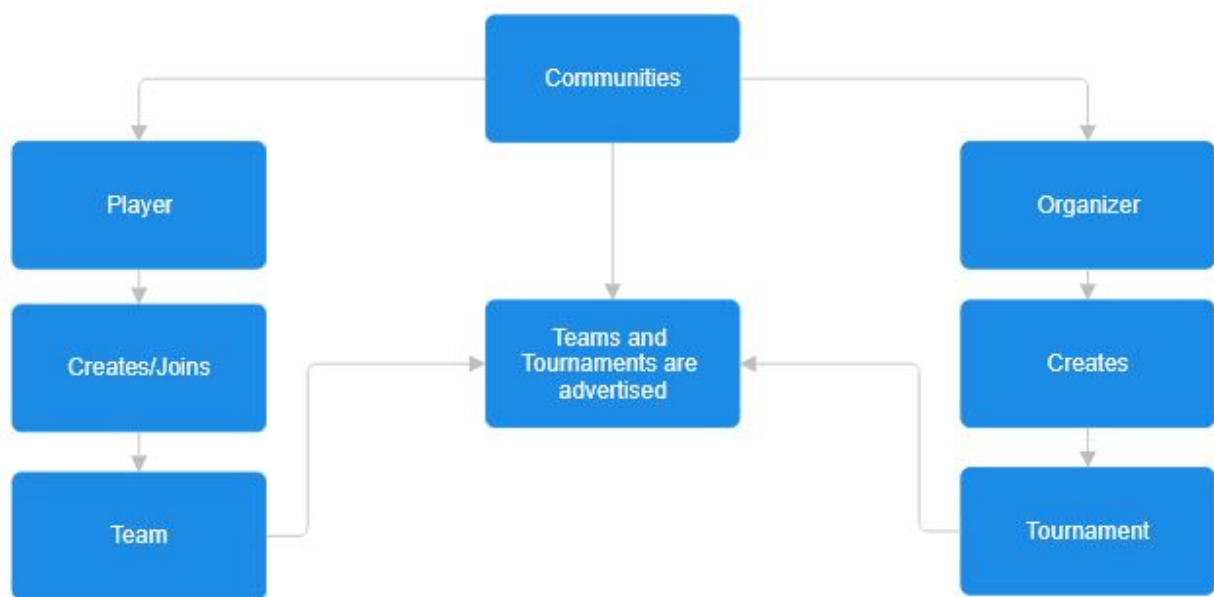 Communities
Player
Organizer
Creates/Joins
Teams and
Tournaments are
advertised
Creates
Team
Tournament